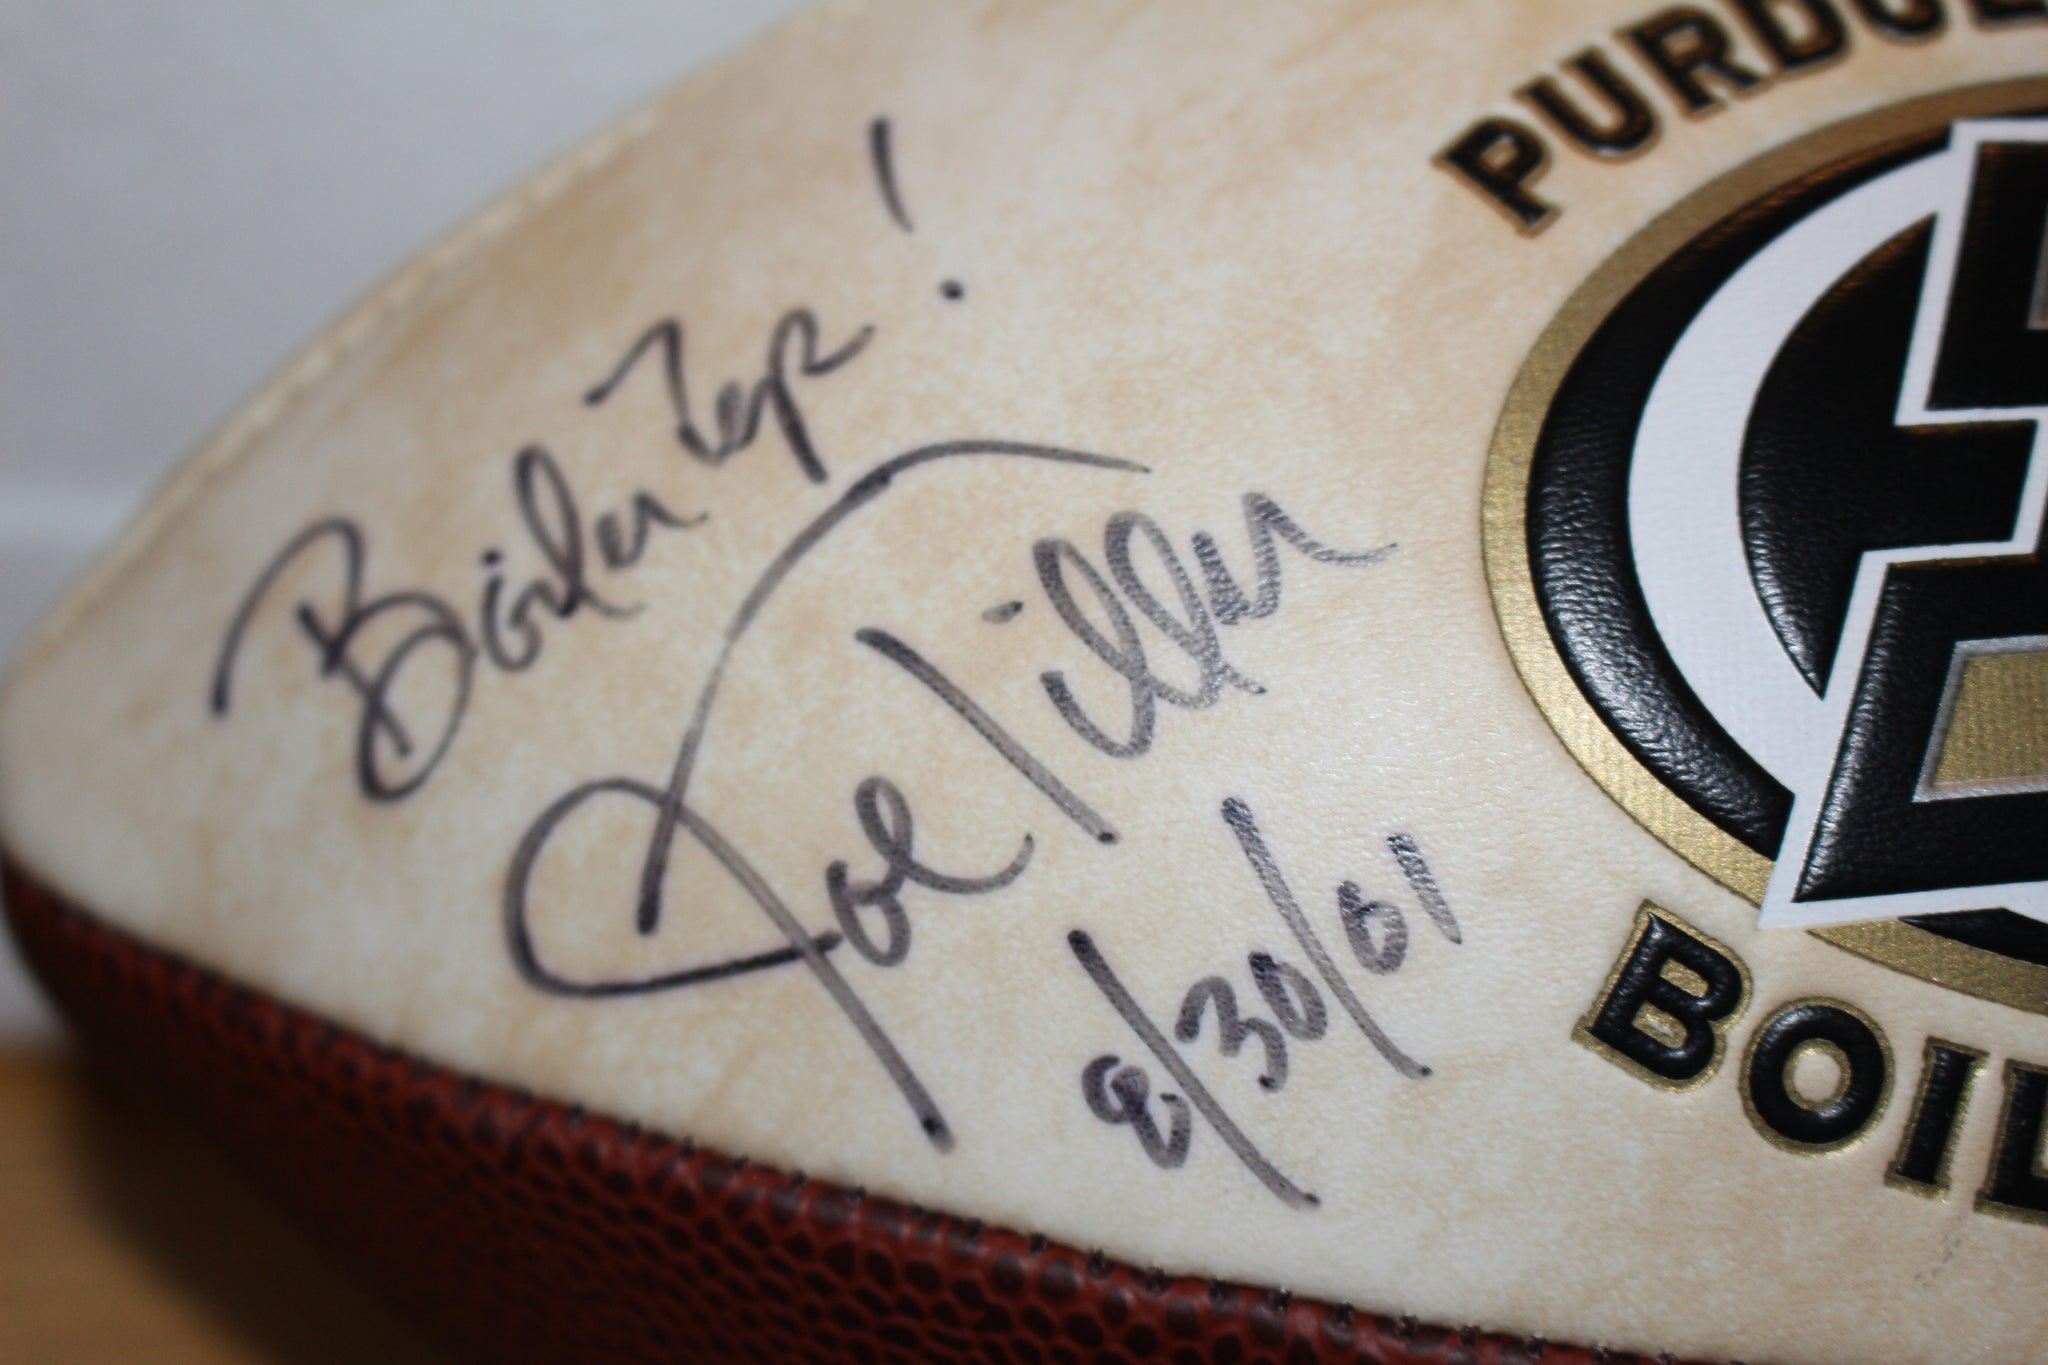 PURDUE
Boiler Up!
Joe Tiller
8/30/01
BOIL